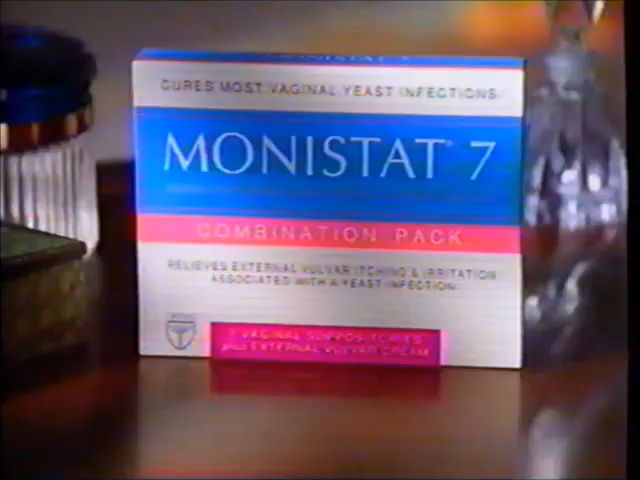 CURES MOST VAGINAL YEAST INFECTIONS
MONISTAT 7
COMBINATION PACK
RELIEVES EXTERNAL VULVAR ITCHING & IRRITATION
ASSOCIATED WITH A YEAST INFECTION
7 VAGINAL SUPPOSITORIES
plus EXTERNAL VULVAR CREAM